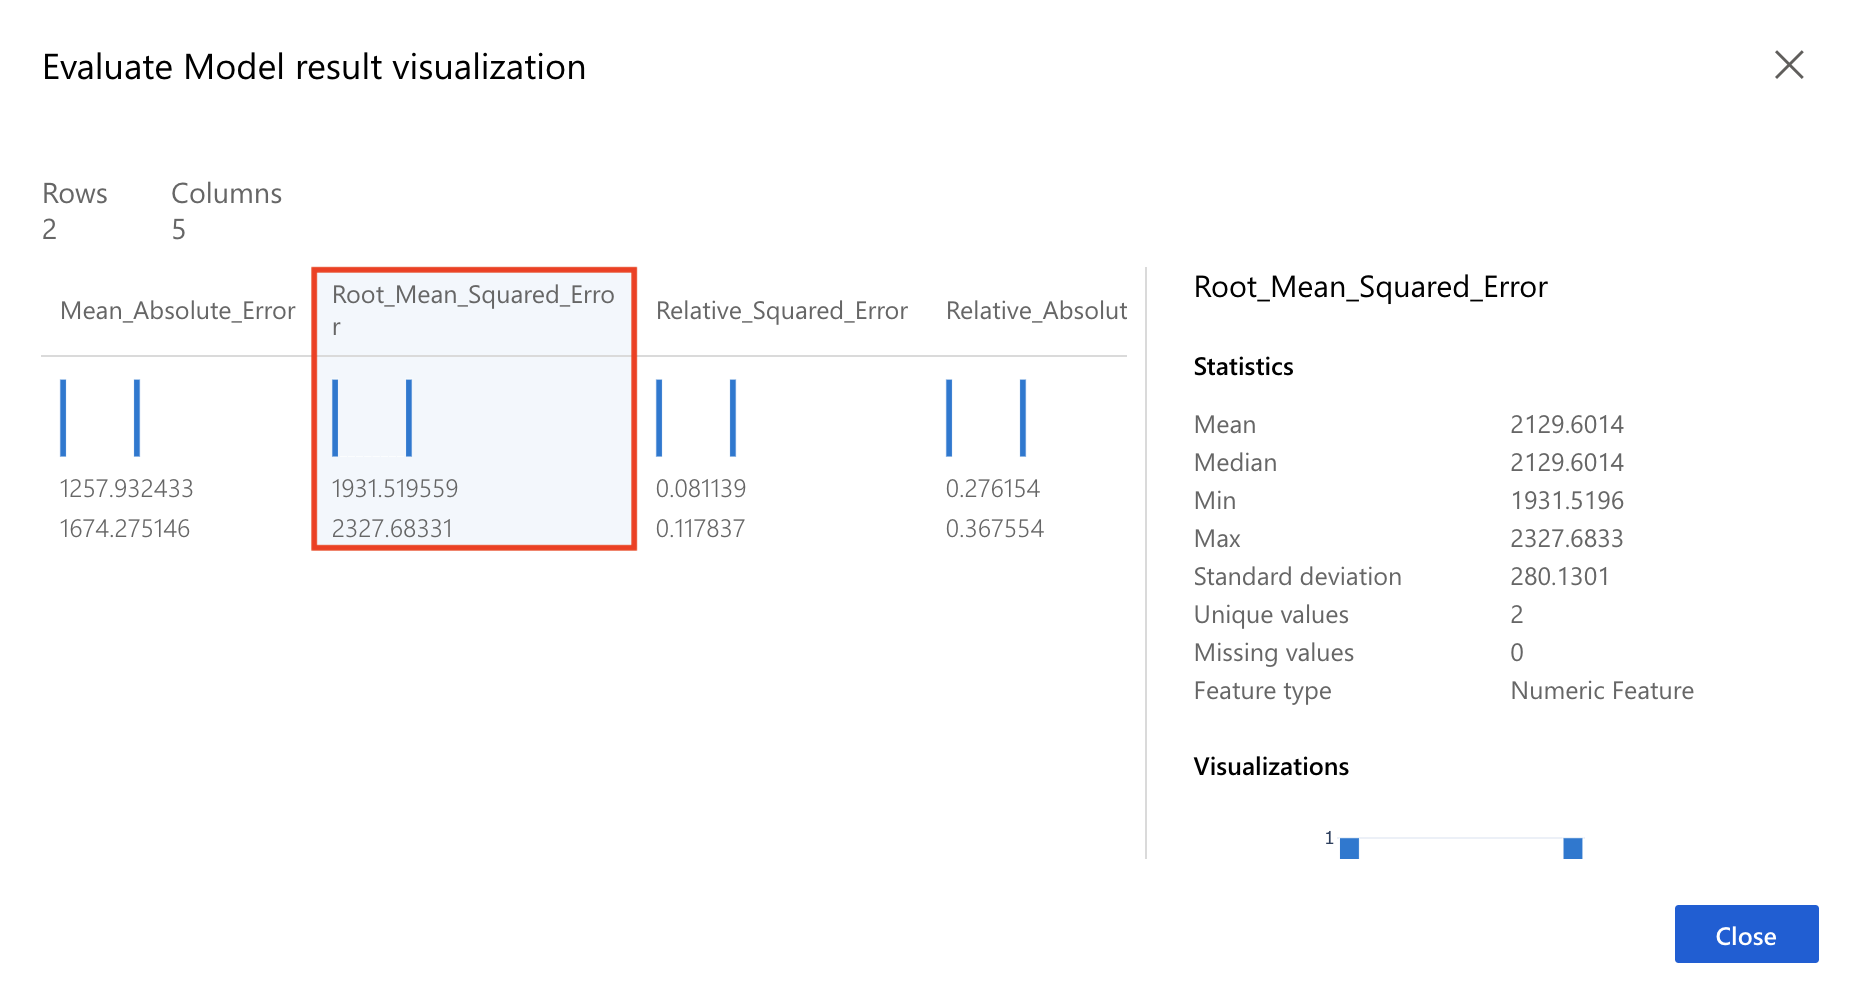 Evaluate Model result visualization
Rows Columns
2 5
Mean_Absolute_Error Root_Mean_Squared_Erro Relative_Squared_Error Relative_Absolut
r
1257.932433 1931.519559 0.081139 0.276154
1674.275146 2327.68331 0.117837 0.367554
Root_Mean_Squared_Error
Statistics
Mean 2129.6014
Median 2129.6014
Min 1931.5196
Max 2327.6833
Standard deviation 280.1301
Unique values 2
Missing values 0
Feature type Numeric Feature
Visualizations
1
Close